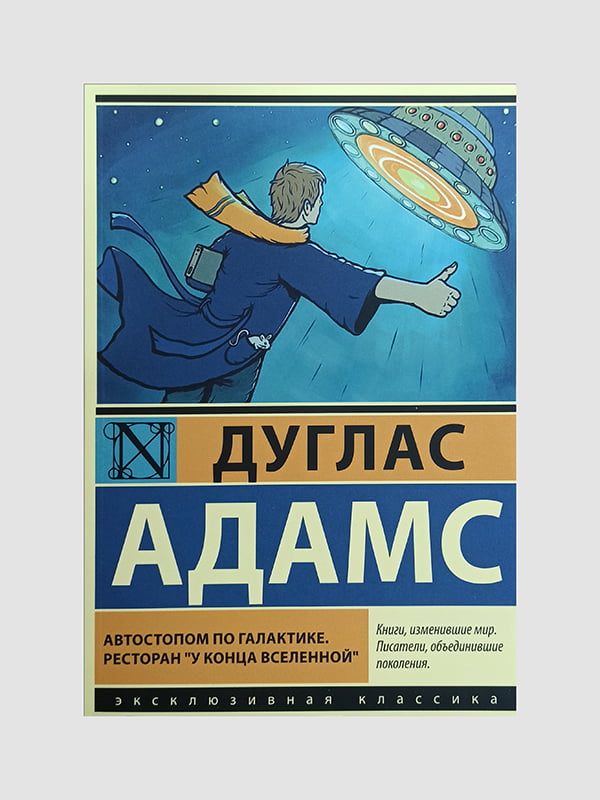 N
ДУГЛАС
АДАМС
АВТОСТОПОМ ПО ГАЛАКТИКЕ.
РЕСТОРАН "У КОНЦА ВСЕЛЕННОЙ"
Книги, изменившие мир.
Писатели, объединившие
поколения.
эксклюзивная классика